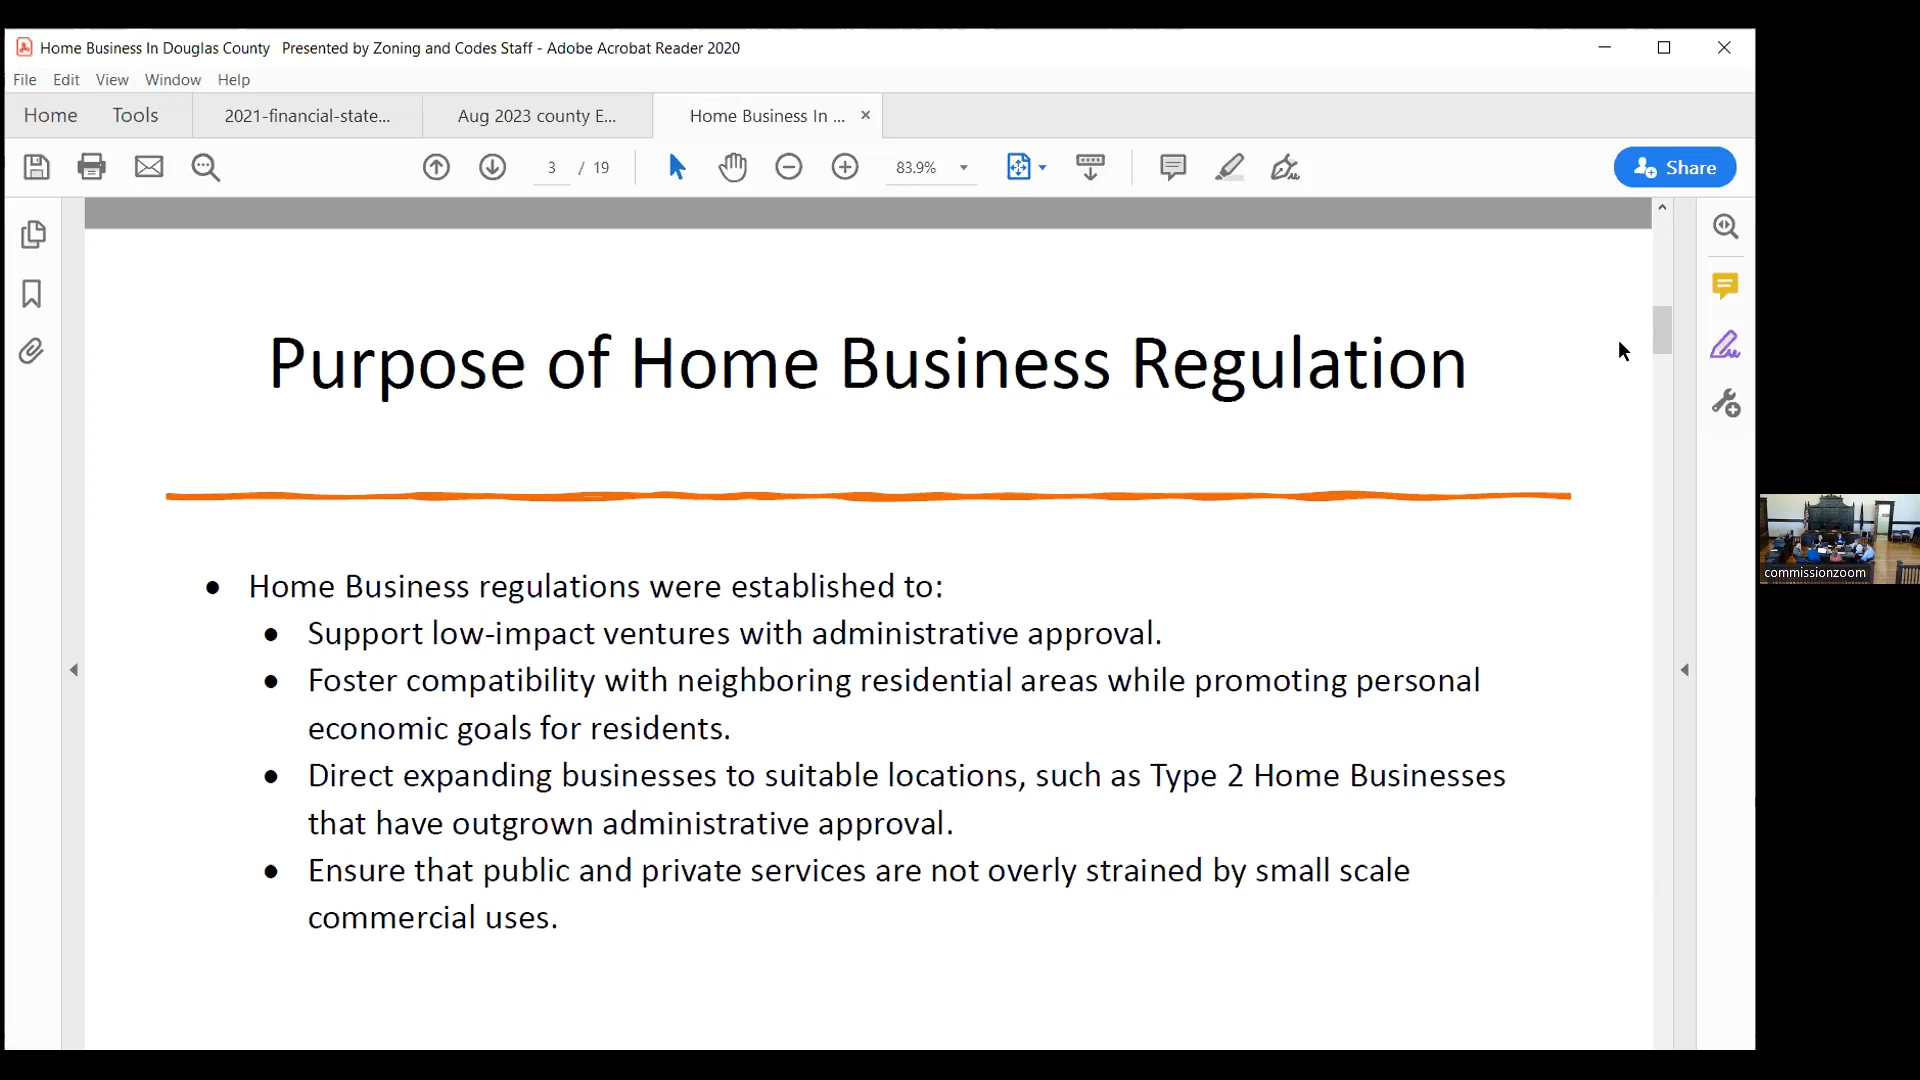 Home Business In Douglas County   Presented by Zoning and Codes Staff - Adobe Acrobat Reader 2020
File Edit View Window Help
Home Tools 2021-financial-state... Aug 2023 county E... Home Business In ...
3 / 19 83.9% Share
Purpose of Home Business Regulation
• Home Business regulations were established to:
• Support low-impact ventures with administrative approval.
• Foster compatibility with neighboring residential areas while promoting personal
economic goals for residents.
• Direct expanding businesses to suitable locations, such as Type 2 Home Businesses
that have outgrown administrative approval.
• Ensure that public and private services are not overly strained by small scale
commercial uses.
commissionzoom